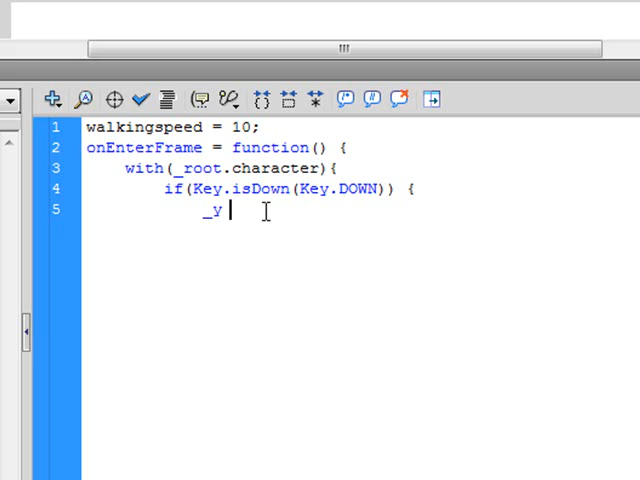 1 walkingspeed = 10;
2 onEnterFrame = function() {
3 with(_root.character){
4 if(Key.isDown(Key.DOWN)) {
5 _y